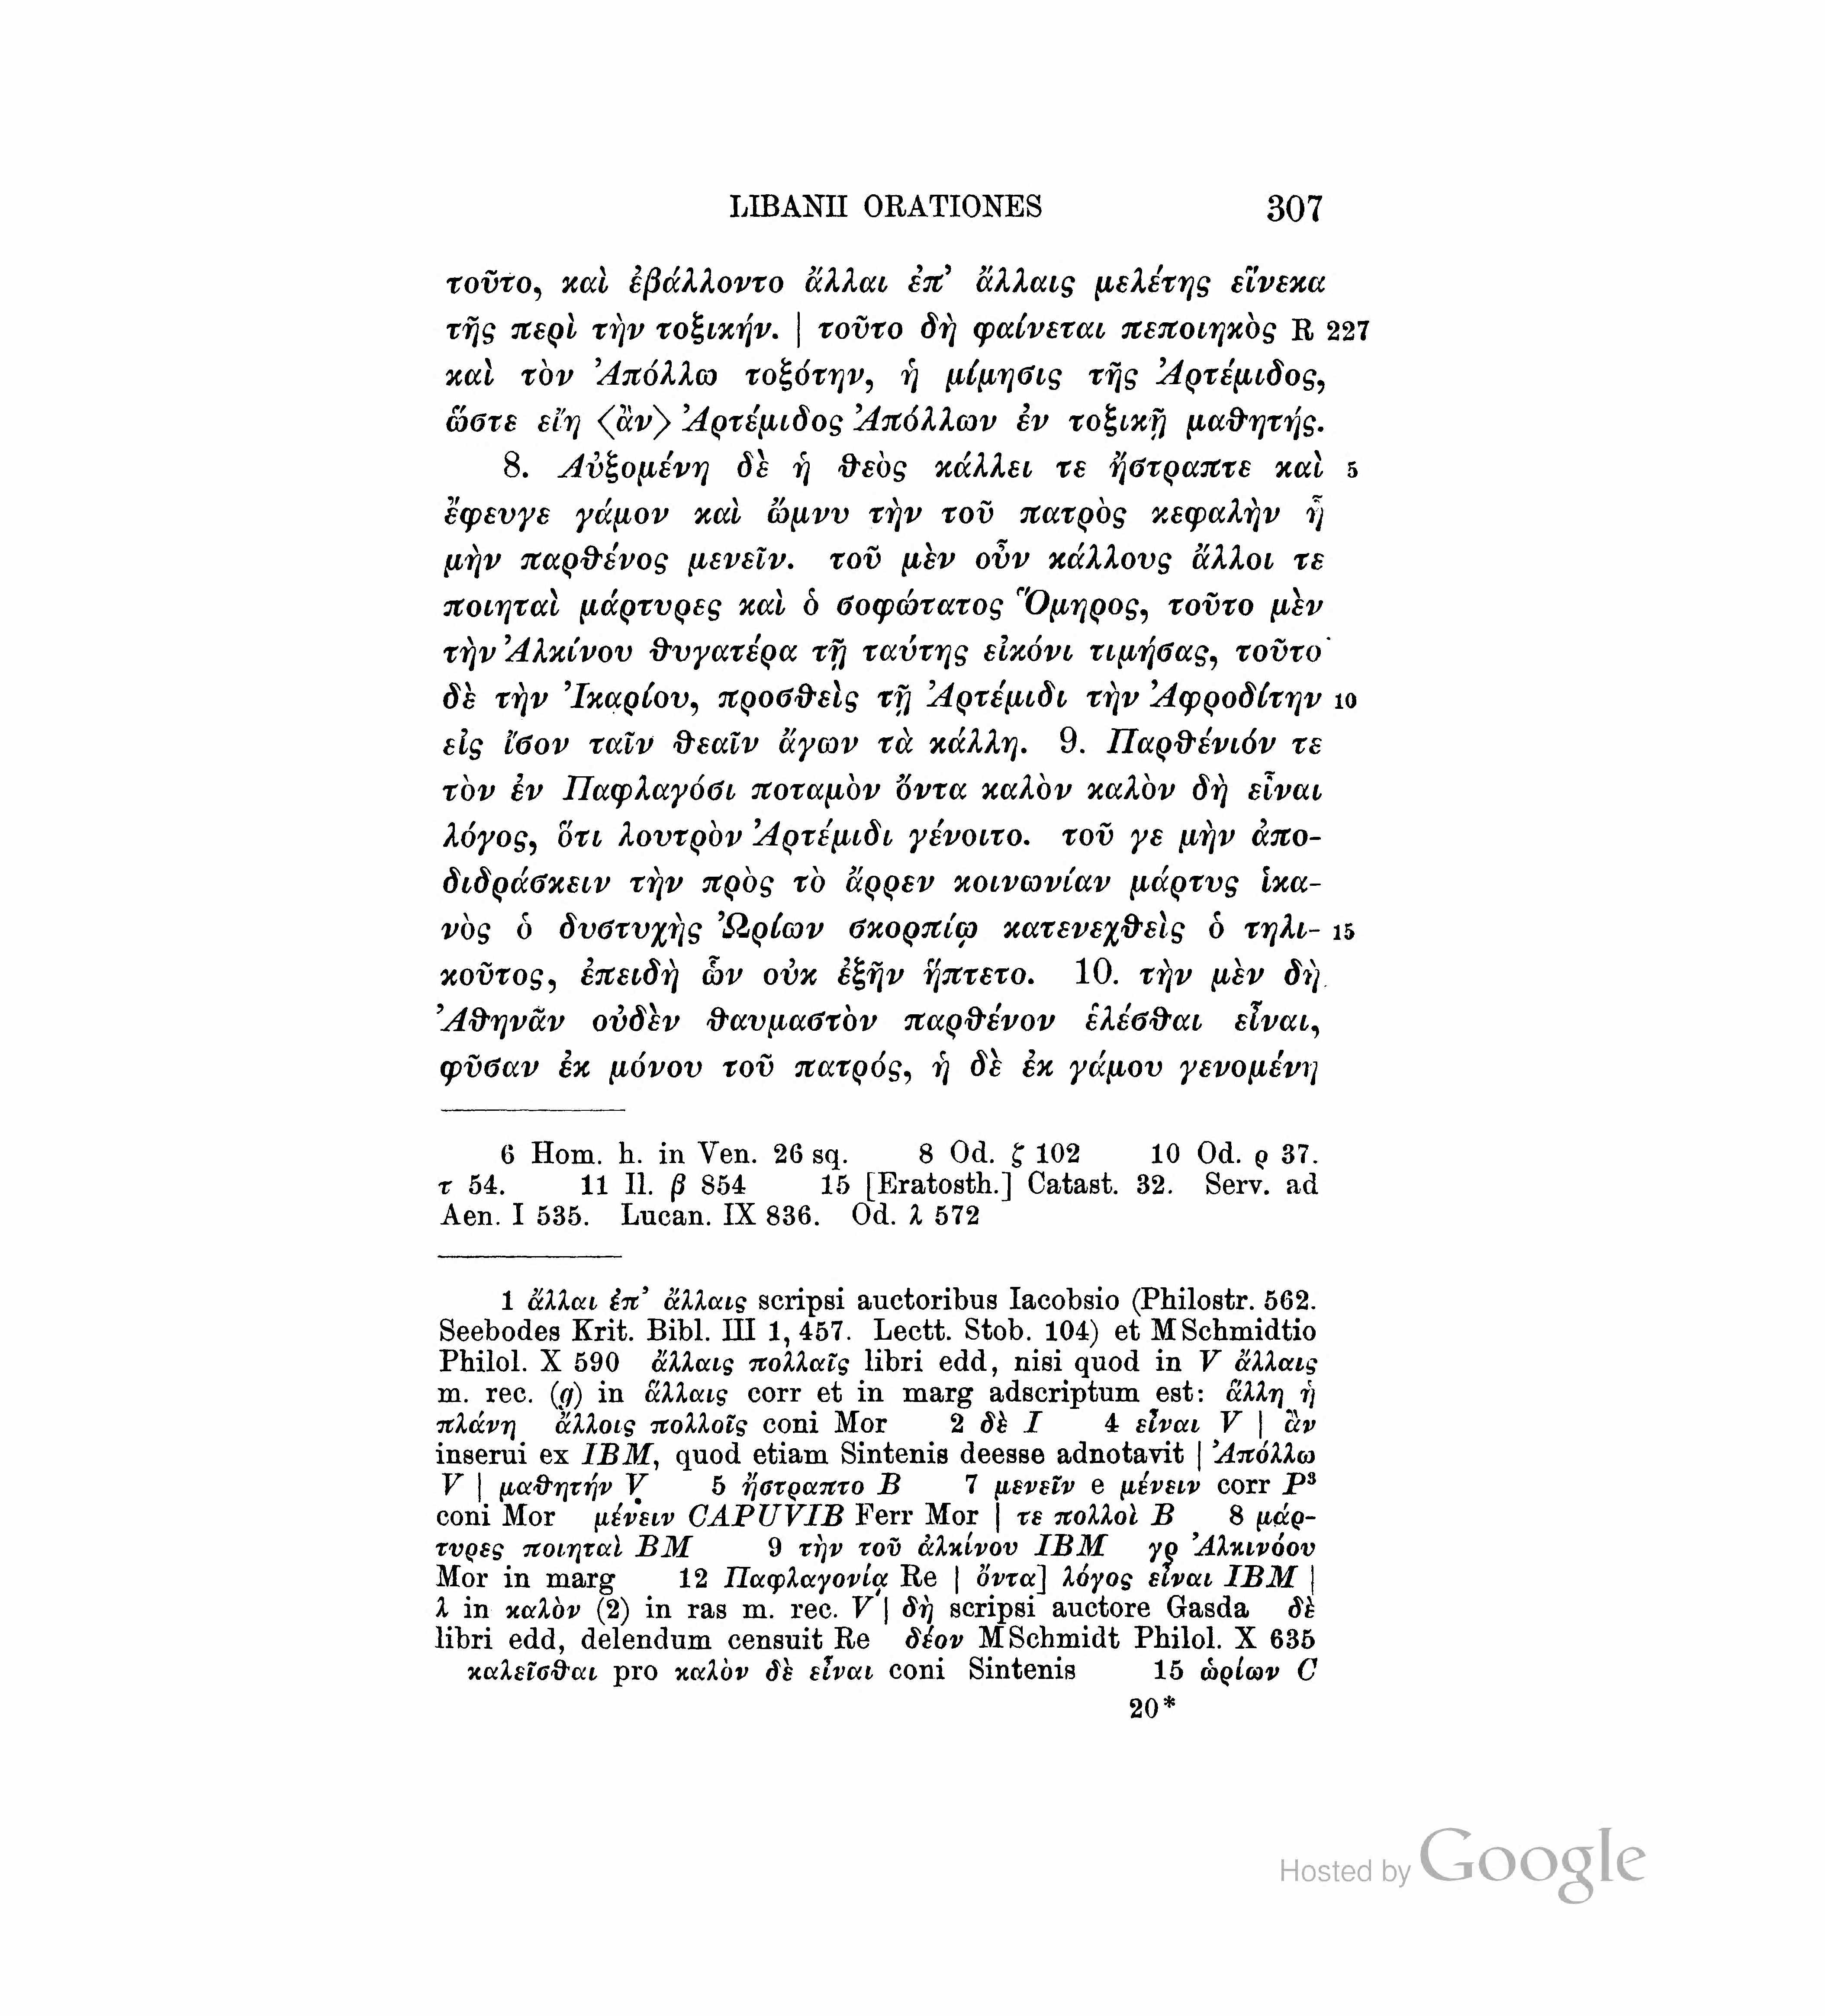 LIBANII ORATIONES 307
τοῦτο, καὶ ἐβάλλοντο ἄλλαι ἐπ’ ἄλλαις μελέτης εἵνεκα
τῆς περὶ τὴν τοξικήν. | τοῦτο δὴ φαίνεται πεποιηκὸς R 227
καὶ τὸν Ἀπόλλω τοξότην, ἡ μίμησις τῆς Ἀρτέμιδος,
ὥστε εἴη ⟨ἂν⟩ Ἀρτέμιδος Ἀπόλλων ἐν τοξικῇ μαθητής.
8. Αὐξομένη δὲ ἡ θεὸς κάλλει τε ἤστραπτε καὶ 5
ἔφευγε γάμον καὶ ὤμνυ τὴν τοῦ πατρὸς κεφαλὴν ἦ
μὴν παρθένος μενεῖν. τοῦ μὲν οὖν κάλλους ἄλλοι τε
ποιηταὶ μάρτυρες καὶ ὁ σοφώτατος Ὅμηρος, τοῦτο μὲν
τὴν Ἀλκίνου θυγατέρα τῇ ταύτης εἰκόνι τιμήσας, τοῦτο
δὲ τὴν Ἰκαρίου, προσθεὶς τῇ Ἀρτέμιδι τὴν Ἀφροδίτην 10
εἰς ἴσον ταῖν θεαῖν ἄγων τὰ κάλλη. 9. Παρθένιόν τε
τὸν ἐν Παφλαγόσι ποταμὸν ὄντα καλὸν καλὸν δὴ εἶναι
λόγος, ὅτι λουτρὸν Ἀρτέμιδι γένοιτο. τοῦ γε μὴν ἀπο-
διδράσκειν τὴν πρὸς τὸ ἄρρεν κοινωνίαν μάρτυς ἱκα-
νὸς ὁ δυστυχὴς Ὠρίων σκορπίῳ κατενεχθεὶς ὁ τηλι- 15
κοῦτος, ἐπειδὴ ὧν οὐκ ἐξῆν ἥπτετο. 10. τὴν μὲν δὴ
Ἀθηνᾶν οὐδὲν θαυμαστὸν παρθένον ἑλέσθαι εἶναι,
φῦσαν ἐκ μόνου τοῦ πατρός, ἡ δὲ ἐκ γάμου γενομένη
6 Hom. h. in Ven. 26 sq. 8 Od. ζ 102 10 Od. ρ 37.
τ 54. 11 Il. β 854 15 [Eratosth.] Catast. 32. Serv. ad
Aen. I 535. Lucan. IX 836. Od. λ 572
1 ἄλλαι ἐπ’ ἄλλαις scripsi auctoribus Iacobsio (Philostr. 562.
Seebodes Krit. Bibl. III 1, 457. Lectt. Stob. 104) et MSchmidtio
Philol. X 590 ἄλλαις πολλαῖς libri edd, nisi quod in V ἄλλαις
m. rec. (g) in ἅλλαις corr et in marg adscriptum est: ἄλλη ἡ
πλάνη ἄλλοις πολλοῖς coni Mor 2 δὲ I 4 εἶναι V | ἂν
inserui ex IBM, quod etiam Sintenis deesse adnotavit | Ἀπόλλω
V | μαθητήν V 5 ἤστραπτο B 7 μενεῖν e μένειν corr P³
coni Mor μένειν CAPUVIB Ferr Mor | τε πολλοὶ B 8 μάρ-
τυρες ποιηταὶ BM 9 τὴν τοῦ ἀλκίνου IBM γρ Ἀλκινόου
Mor in marg 12 Παφλαγονίᾳ Re | ὄντα] λόγος εἶναι IBM |
λ in καλὸν (2) in ras m. rec. V | δὴ scripsi auctore Gasda δὲ
libri edd, delendum censuit Re δέον MSchmidt Philol. X 635
καλεῖσθαι pro καλὸν δὲ εἶναι coni Sintenis 15 ὡρίων C
20*
Hosted by Google